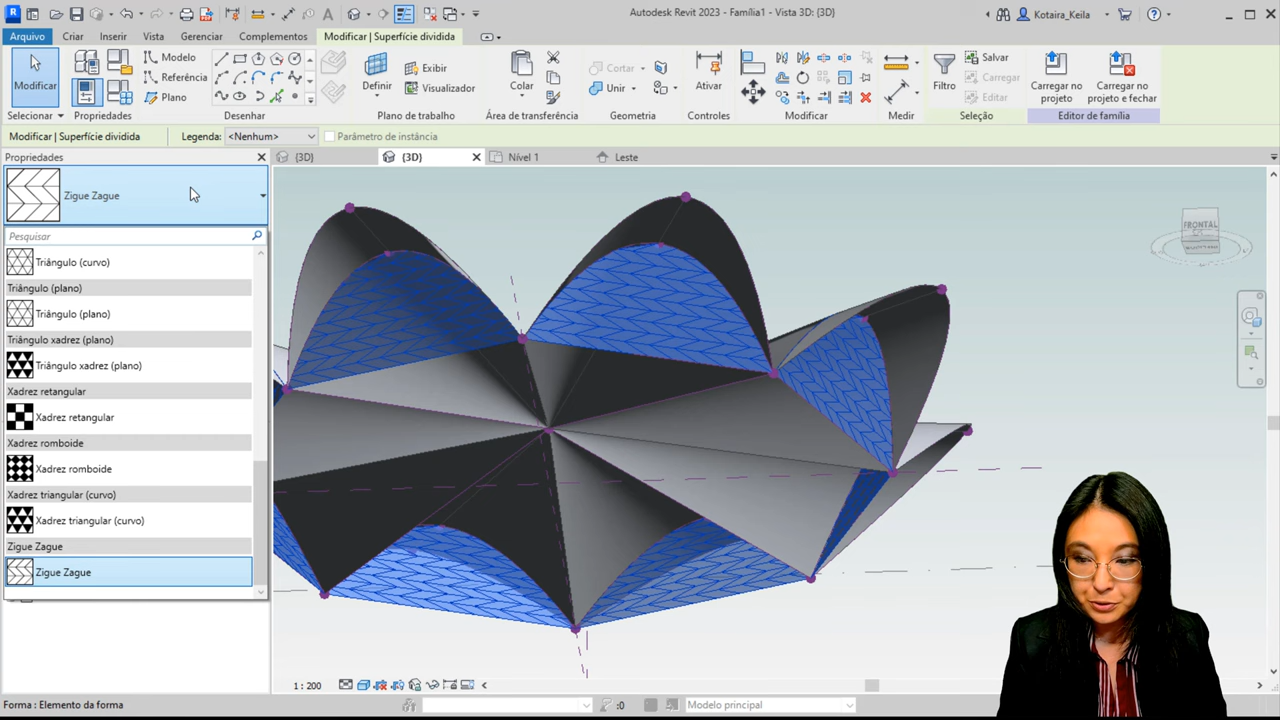 Autodesk Revit 2023 - Família1 - Vista 3D: {3D}
Kotaira_Keila
Arquivo Criar Inserir Vista Gerenciar Complementos Modificar | Superfície dividida
Modificar
Selecionar
Propriedades
Modelo
Referência
Plano
Desenhar
Definir
Exibir
Visualizador
Plano de trabalho
Colar
Área de transferência
Cortar
Unir
Geometria
Ativar
Controles
Modificar
Medir
Filtro
Salvar
Carregar
Editar
Seleção
Carregar no projeto
Carregar no projeto e fechar
Editor de família
Modificar | Superfície dividida Legenda: <Nenhum> Parâmetro de instância
Propriedades
{3D} {3D} Nível 1 Leste
Zigue Zague
Pesquisar
Triângulo (curvo)
Triângulo (plano)
Triângulo (plano)
Triângulo xadrez (plano)
Triângulo xadrez (plano)
Xadrez retangular
Xadrez retangular
Xadrez romboide
Xadrez romboide
Xadrez triangular (curvo)
Xadrez triangular (curvo)
Zigue Zague
Zigue Zague
FRONTAL
1 : 200
Forma : Elemento da forma
:0
Modelo principal